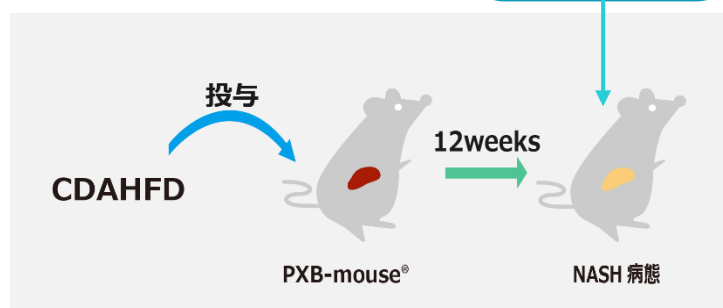 投与
12weeks
CDAHFD
PXB-mouse®
NASH 病態